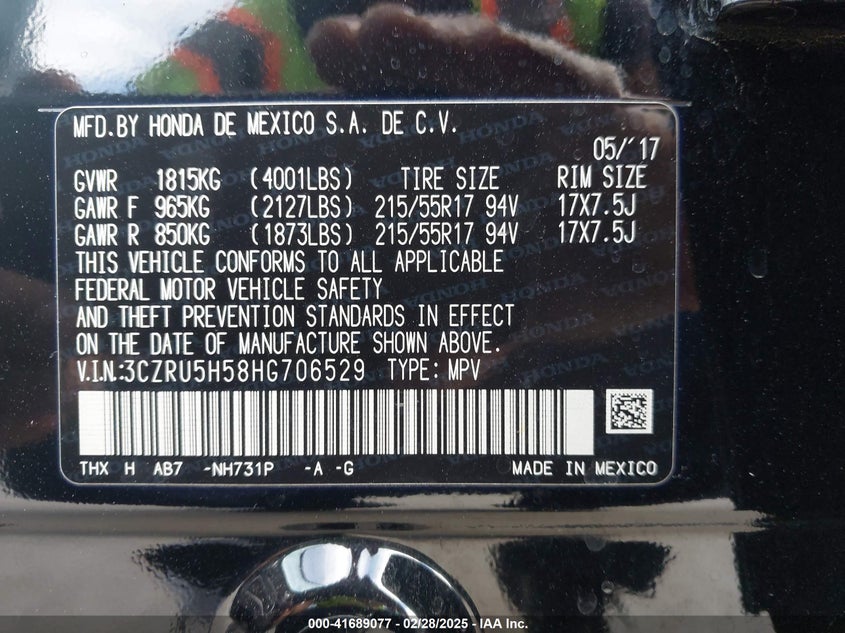 MFD.BY HONDA DE MEXICO S.A. DE C.V.
05/'17
GVWR 1815KG (4001LBS) TIRE SIZE RIM SIZE
GAWR F 965KG (2127LBS) 215/55R17 94V 17X7.5J
GAWR R 850KG (1873LBS) 215/55R17 94V 17X7.5J
THIS VEHICLE CONFORMS TO ALL APPLICABLE
FEDERAL MOTOR VEHICLE SAFETY
AND THEFT PREVENTION STANDARDS IN EFFECT
ON THE DATE OF MANUFACTURE SHOWN ABOVE.
V.I.N.:3CZRU5H58HG706529 TYPE: MPV
THX H AB7 -NH731P -A -G MADE IN MEXICO
000-41689077 - 02/28/2025 - IAA Inc.